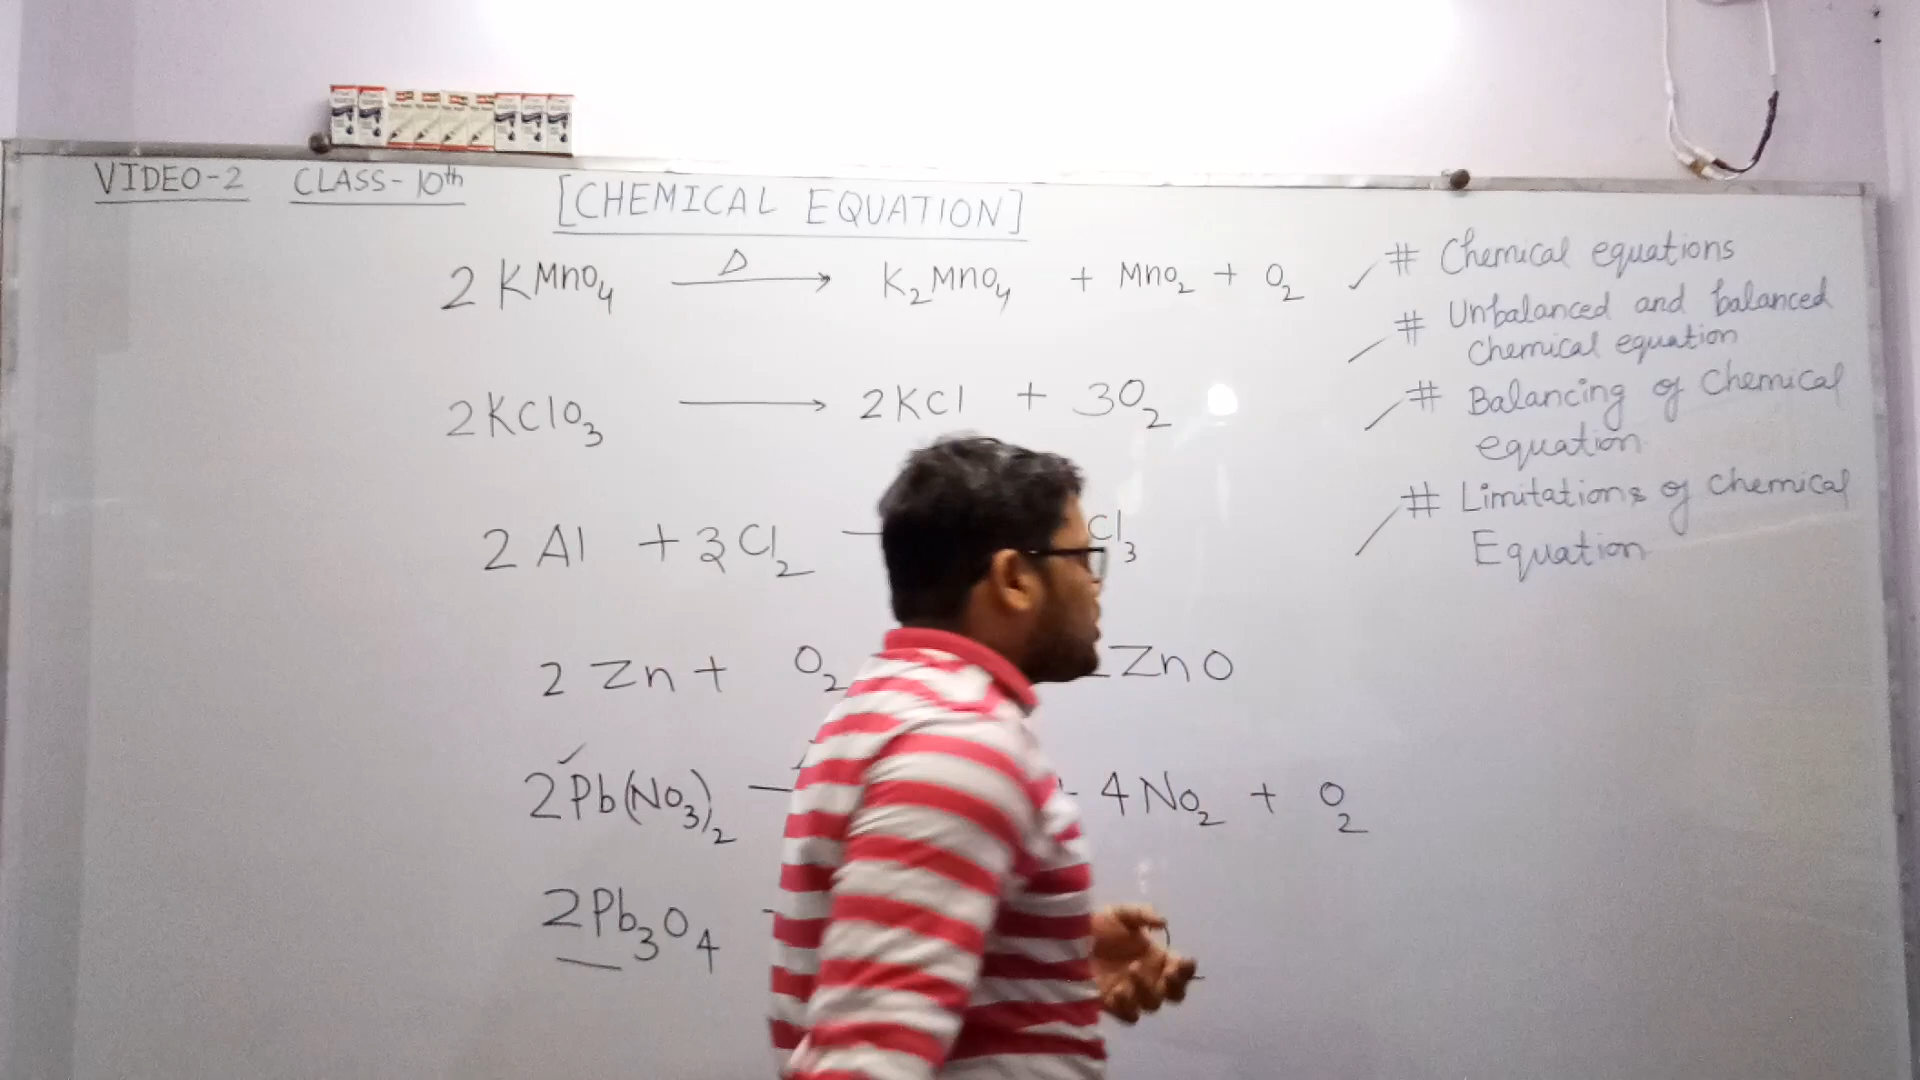 VIDEO-2 CLASS-10th [CHEMICAL EQUATION]
2 KMnO₄ —Δ→ K₂MnO₄ + MnO₂ + O₂
2KClO₃ → 2KCl + 3O₂
2 Al + 3Cl₂ — Cl₃
2 Zn + O₂ ZnO
2Pb(NO₃)₂ — 4NO₂ + O₂
2Pb₃O₄
# Chemical equations
# Unbalanced and balanced
chemical equation
# Balancing of chemical
equation
# Limitations of chemical
Equation